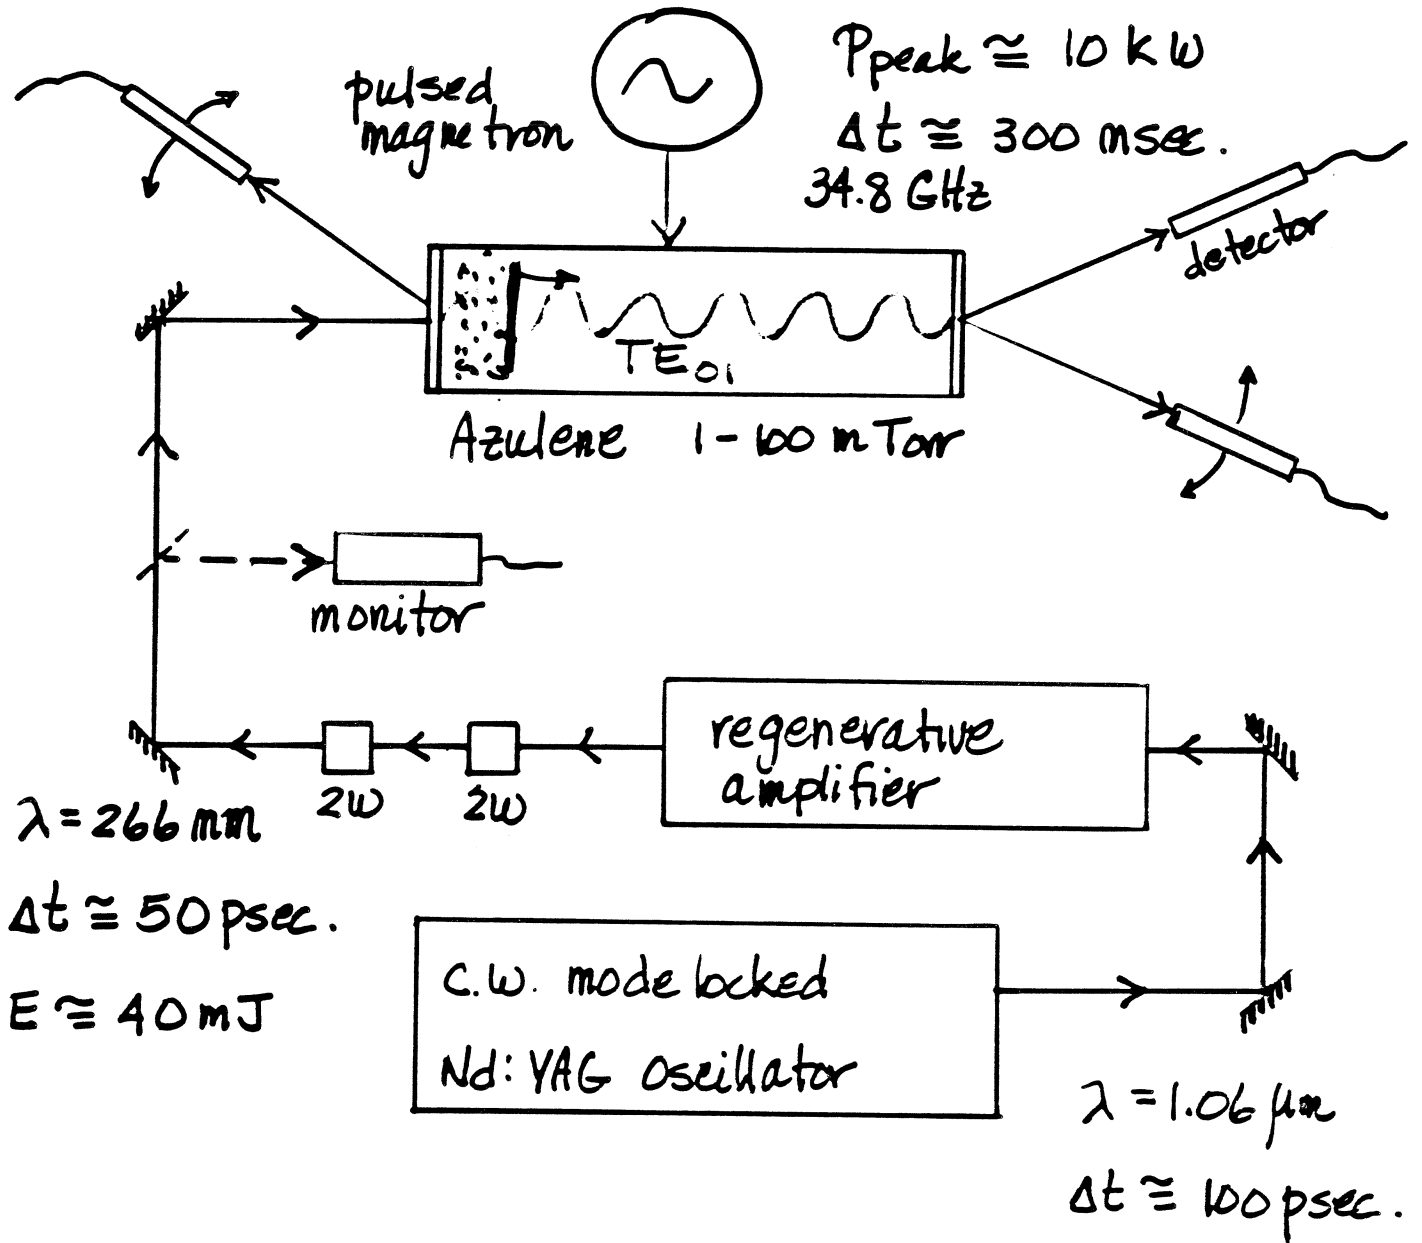 pulsed
magnetron
Ppeak ≅ 10 kW
Δt ≅ 300 nsec.
34.8 GHz
detector
TE01
Azulene 1-100 mTorr
monitor
regenerative
amplifier
2ω 2ω
λ = 266 nm
Δt ≅ 50 psec.
E ≅ 40 mJ
C.W. mode locked
Nd: YAG Oscillator
λ = 1.06 μm
Δt ≅ 100 psec.